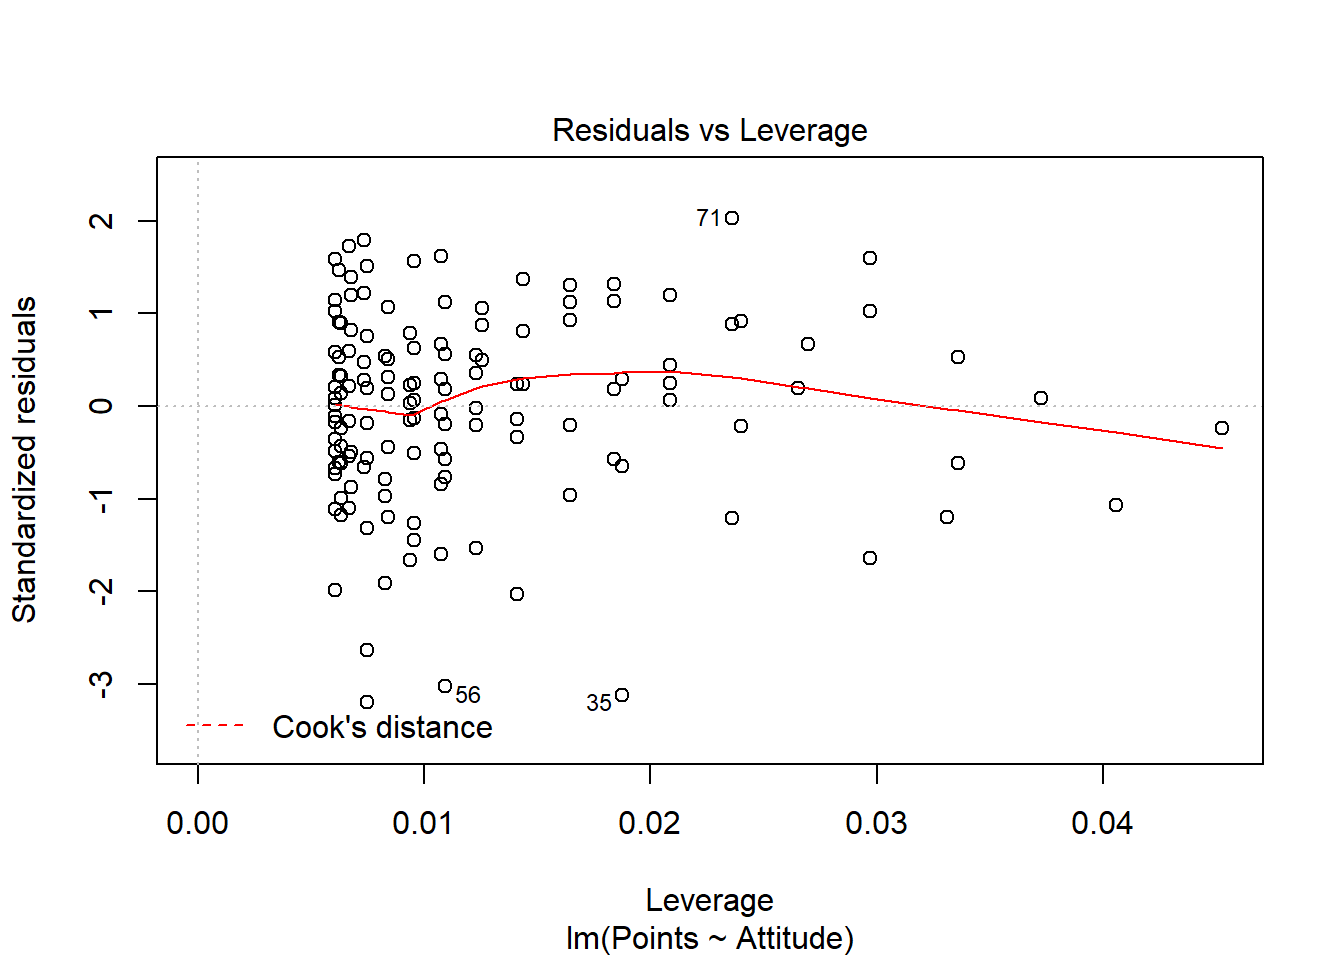 Residuals vs Leverage
Standardized residuals
2
1
0
-1
-2
-3
71
56
35
Cook's distance
0.00 0.01 0.02 0.03 0.04
Leverage
lm(Points ~ Attitude)